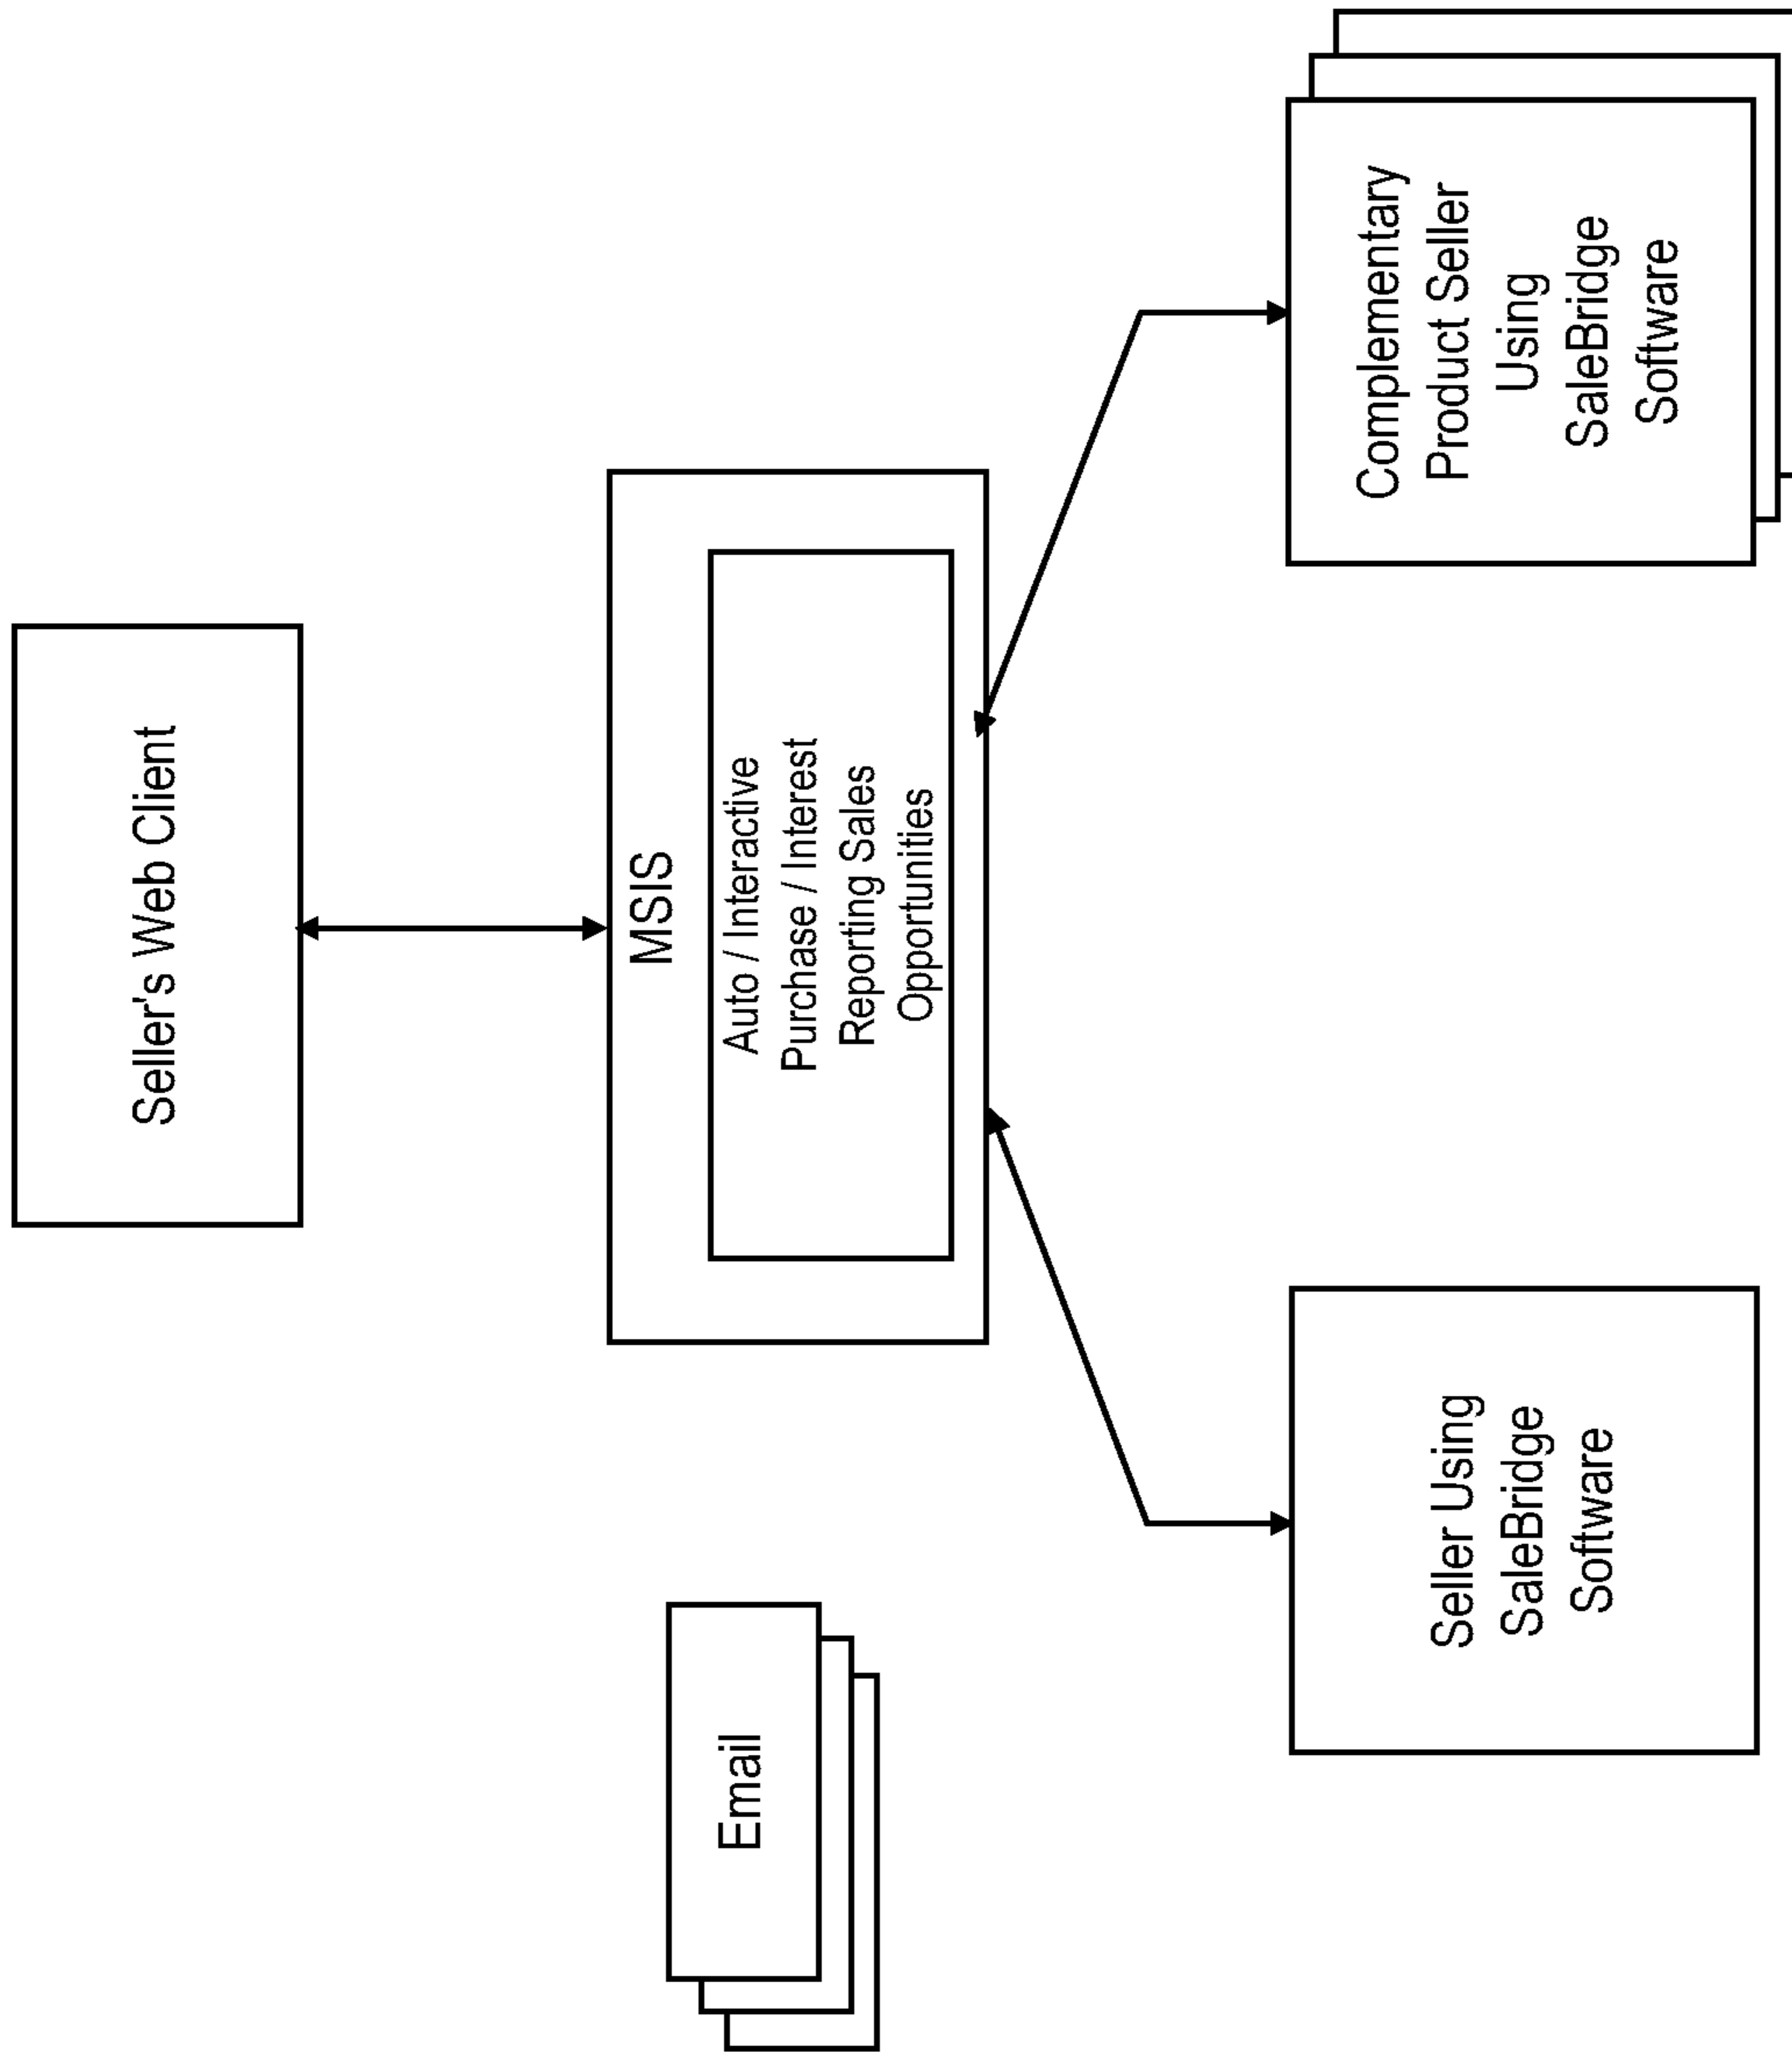 Seller's Web Client
MSIS
Auto / Interactive
Purchase / Interest
Reporting Sales
Opportunities
Email
Seller Using
SaleBridge
Software
Complementary
Product Seller
Using
SaleBridge
Software